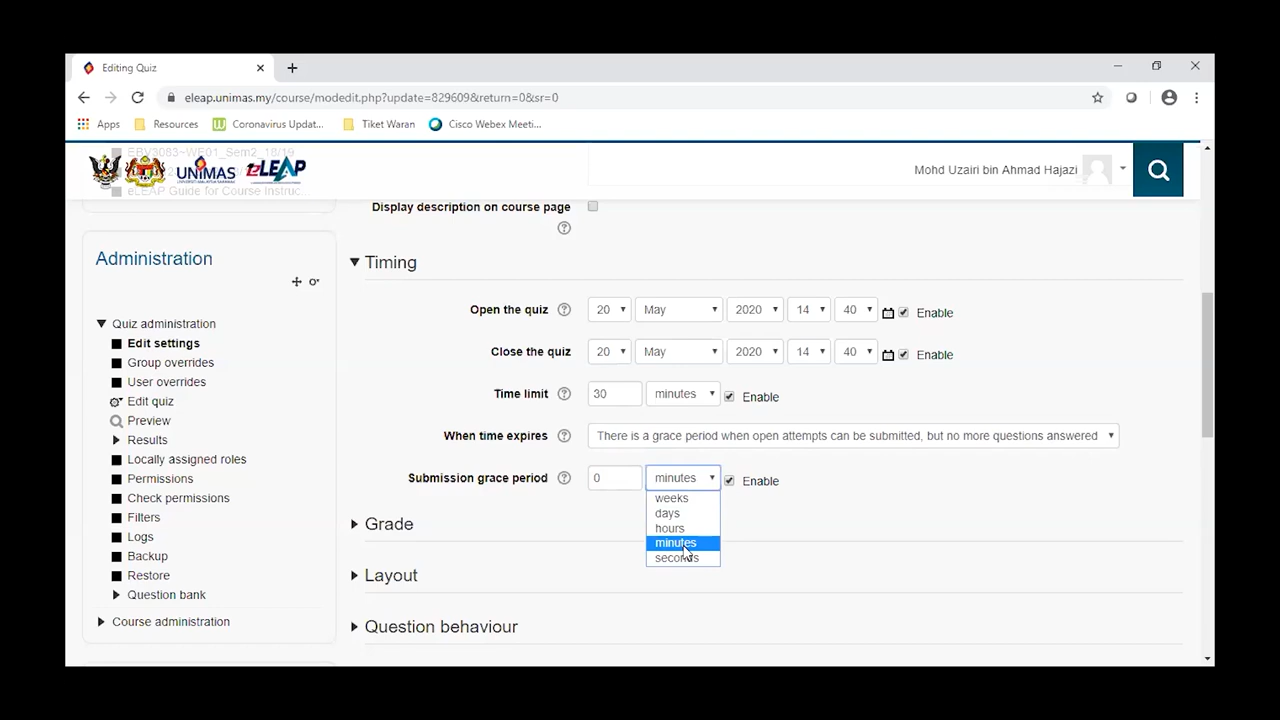 Editing Quiz
eleap.unimas.my/course/modedit.php?update=829609&return=0&sr=0
Apps Resources Coronavirus Updat... Tiket Waran Cisco Webex Meeti...
EBV3063~WE01_Sem2_18/19
UNIMAS eLEAP
Mohd Uzairi bin Ahmad Hajazi
eLEAP Guide for Course Instruc...
Display description on course page
Administration
Quiz administration
Edit settings
Group overrides
User overrides
Edit quiz
Preview
Results
Locally assigned roles
Permissions
Check permissions
Filters
Logs
Backup
Restore
Question bank
Course administration
Timing
Open the quiz 20 May 2020 14 40 Enable
Close the quiz 20 May 2020 14 40 Enable
Time limit 30 minutes Enable
When time expires There is a grace period when open attempts can be submitted, but no more questions answered
Submission grace period 0 minutes Enable
weeks
days
hours
minutes
seconds
Grade
Layout
Question behaviour